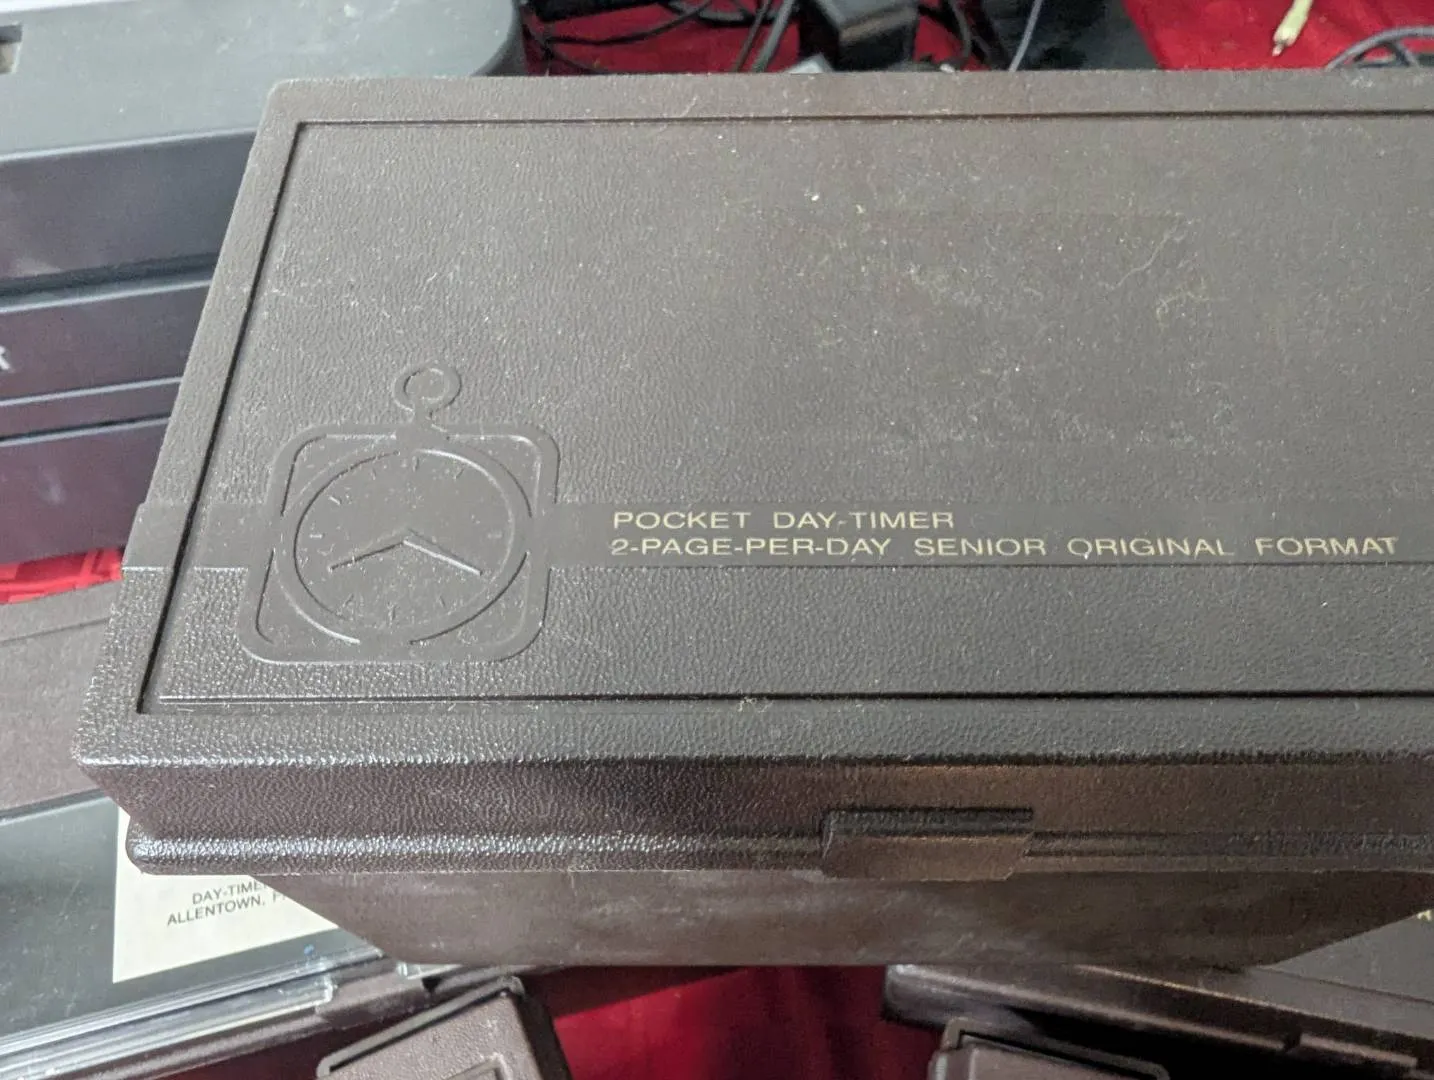 POCKET DAY-TIMER
2-PAGE-PER-DAY SENIOR ORIGINAL FORMAT
DAY-TIME
ALLENTOWN,